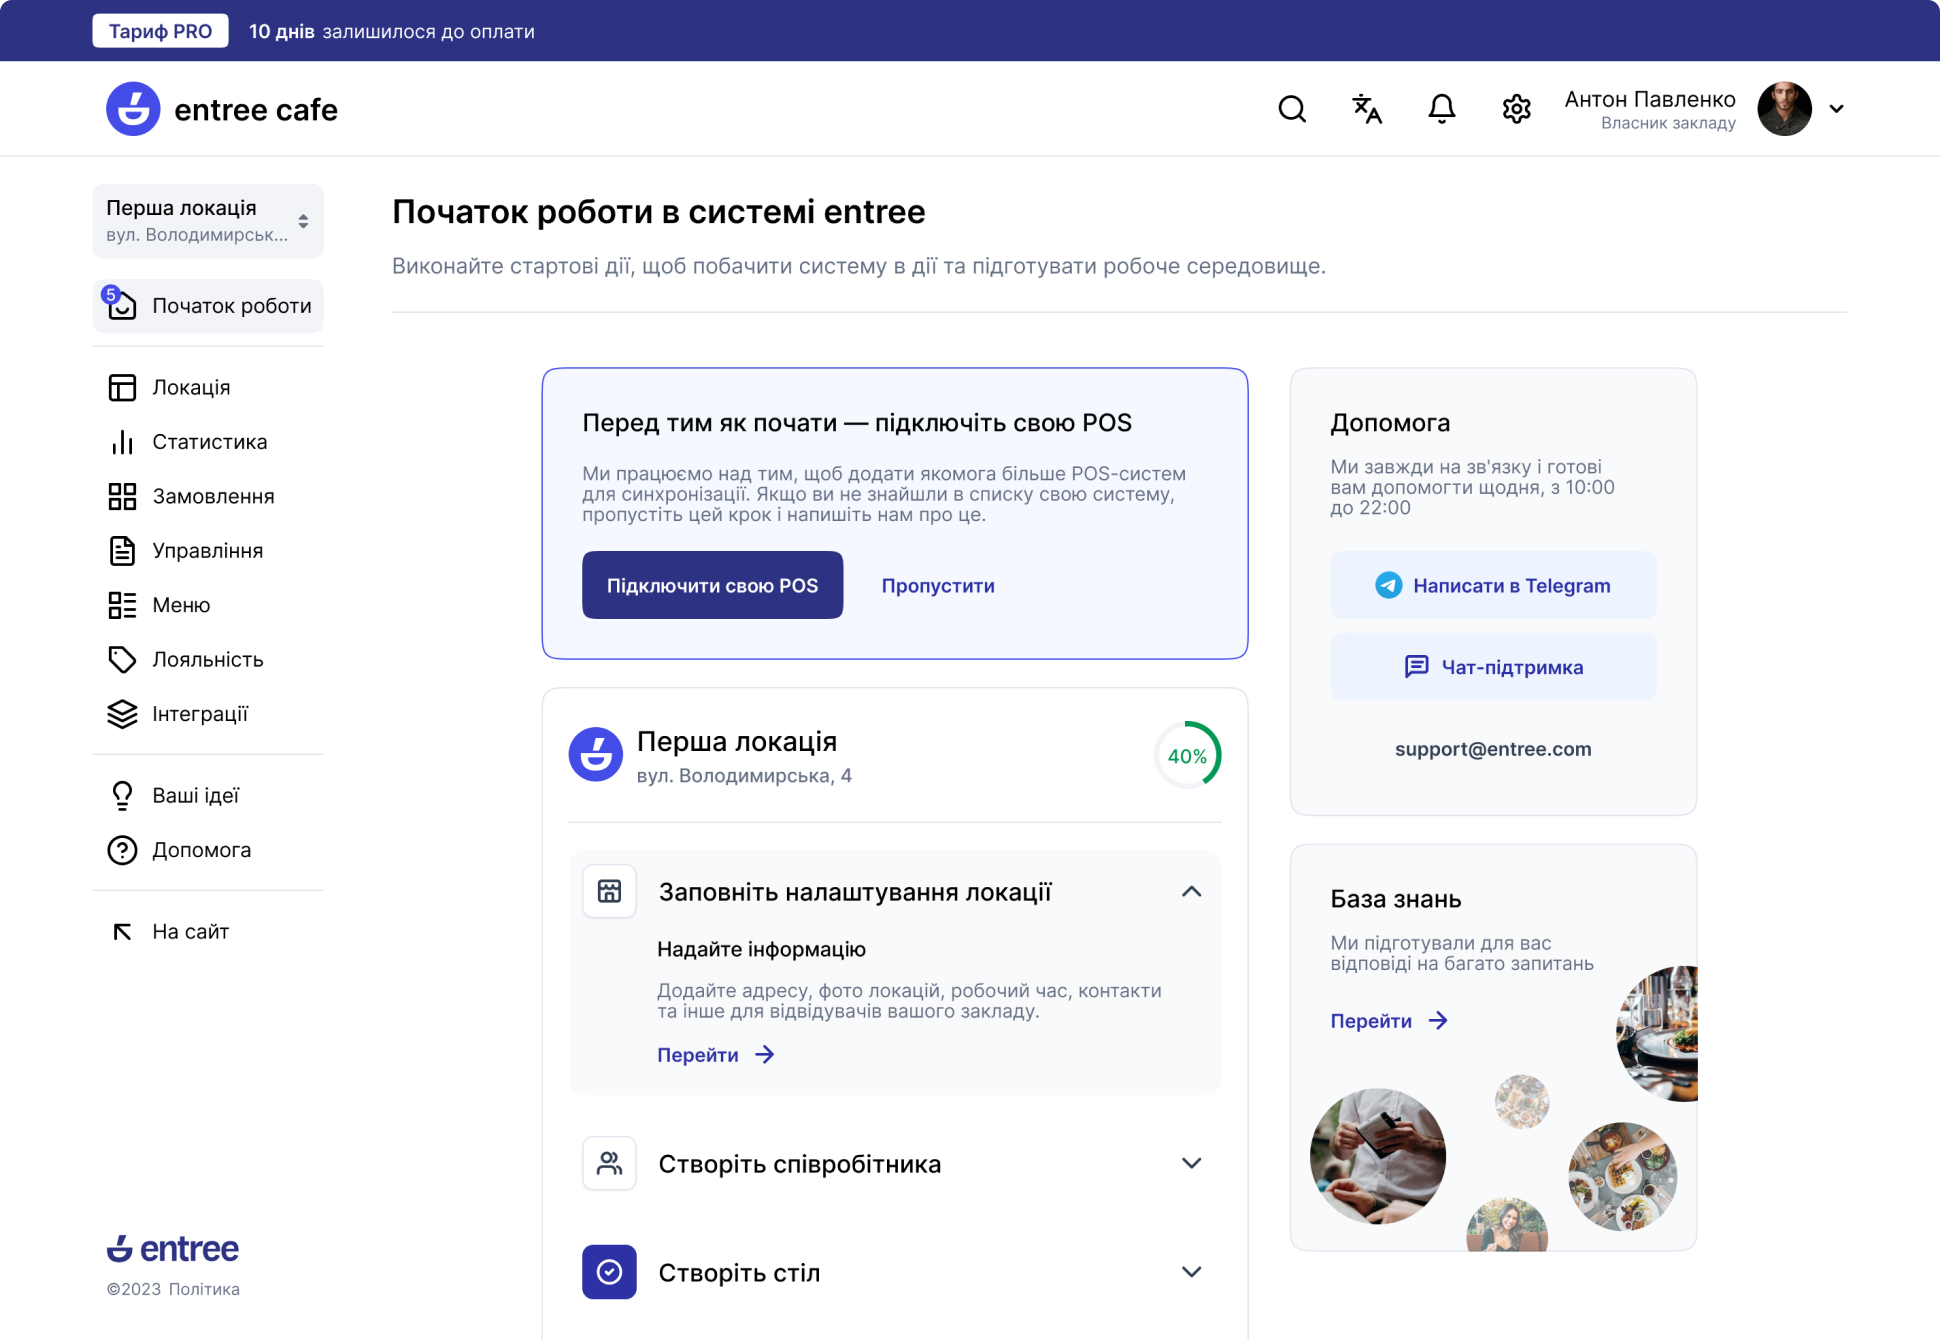 Тариф PRO
10 днів залишилося до оплати
entree cafe
Антон Павленко
Власник закладу
Перша локація
вул. Володимирськ...
5
Початок роботи
Локація
Статистика
Замовлення
Управління
Меню
Лояльність
Інтеграції
Ваші ідеї
Допомога
На сайт
entree
©2023 Політика
Початок роботи в системі entree
Виконайте стартові дії, щоб побачити систему в дії та підготувати робоче середовище.
Перед тим як почати — підключіть свою POS
Ми працюємо над тим, щоб додати якомога більше POS-систем
для синхронізації. Якщо ви не знайшли в списку свою систему,
пропустіть цей крок і напишіть нам про це.
Підключити свою POS
Пропустити
Перша локація
вул. Володимирська, 4
40%
Заповніть налаштування локації
Надайте інформацію
Додайте адресу, фото локацій, робочий час, контакти
та інше для відвідувачів вашого закладу.
Перейти
Створіть співробітника
Створіть стіл
Допомога
Ми завжди на зв'язку і готові
вам допомогти щодня, з 10:00
до 22:00
Написати в Telegram
Чат-підтримка
support@entree.com
База знань
Ми підготували для вас
відповіді на багато запитань
Перейти